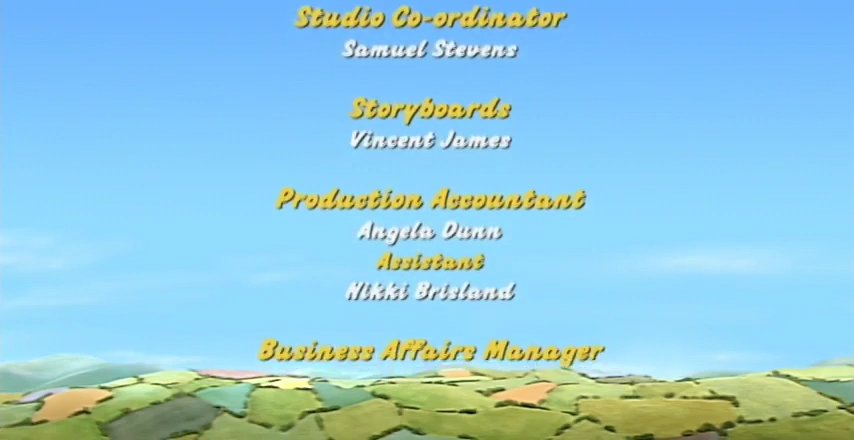 Studio Co-ordinator
Samuel Stevens
Storyboards
Vincent James
Production Accountant
Angela Dunn
Assistant
Nikki Brisland
Business Affairs Manager